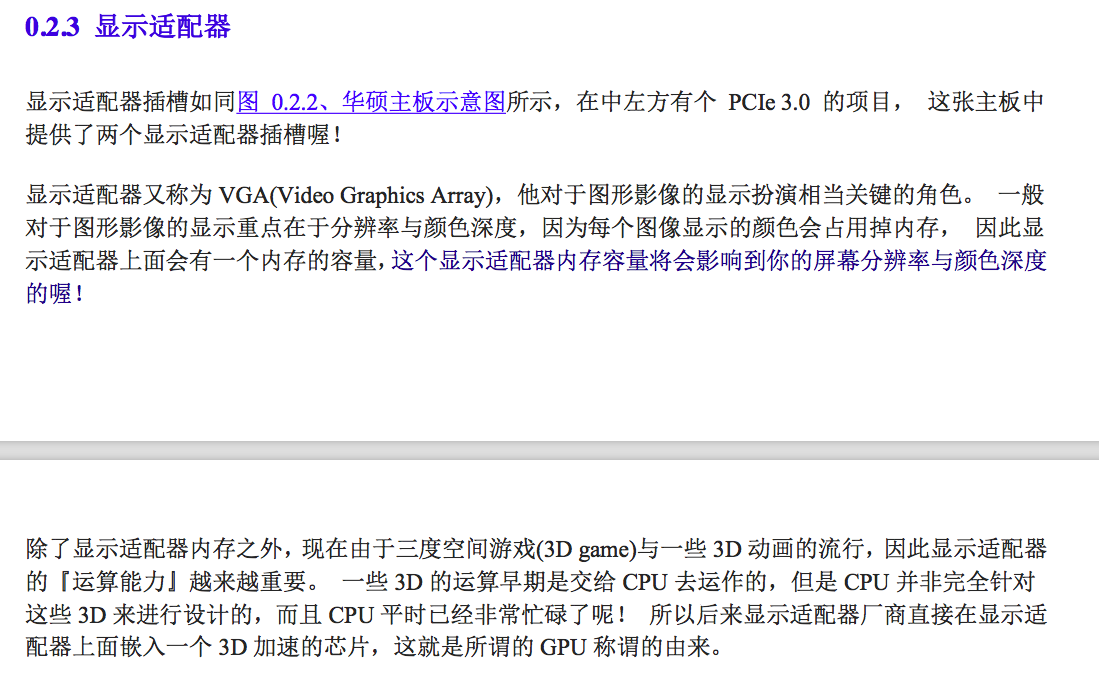 0.2.3 显示适配器
显示适配器插槽如同图 0.2.2、华硕主板示意图所示，在中左方有个 PCIe 3.0 的项目， 这张主板中
提供了两个显示适配器插槽喔！
显示适配器又称为 VGA(Video Graphics Array)，他对于图形影像的显示扮演相当关键的角色。 一般
对于图形影像的显示重点在于分辨率与颜色深度，因为每个图像显示的颜色会占用掉内存， 因此显
示适配器上面会有一个内存的容量，这个显示适配器内存容量将会影响到你的屏幕分辨率与颜色深度
的喔！
除了显示适配器内存之外，现在由于三度空间游戏(3D game)与一些 3D 动画的流行，因此显示适配器
的『运算能力』越来越重要。 一些 3D 的运算早期是交给 CPU 去运作的，但是 CPU 并非完全针对
这些 3D 来进行设计的，而且 CPU 平时已经非常忙碌了呢！ 所以后来显示适配器厂商直接在显示适
配器上面嵌入一个 3D 加速的芯片，这就是所谓的 GPU 称谓的由来。